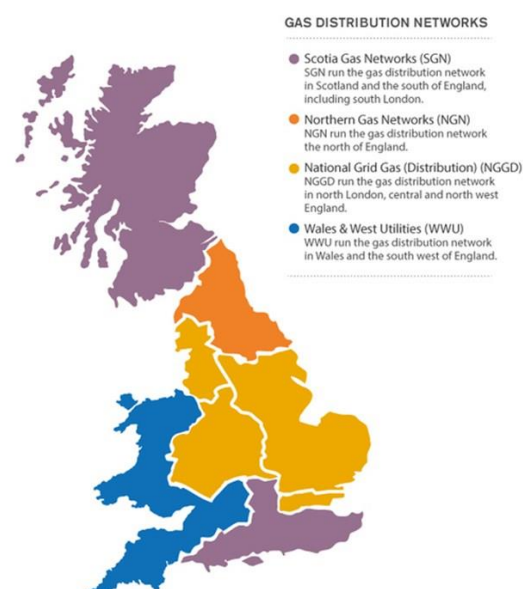 GAS DISTRIBUTION NETWORKS
Scotia Gas Networks (SGN)
SGN run the gas distribution network
in Scotland and the south of England,
including south London.
Northern Gas Networks (NGN)
NGN run the gas distribution network
the north of England.
National Grid Gas (Distribution) (NGGD)
NGGD run the gas distribution network
in north London, central and north west
England.
Wales & West Utilities (WWU)
WWU run the gas distribution network
in Wales and the south west of England.